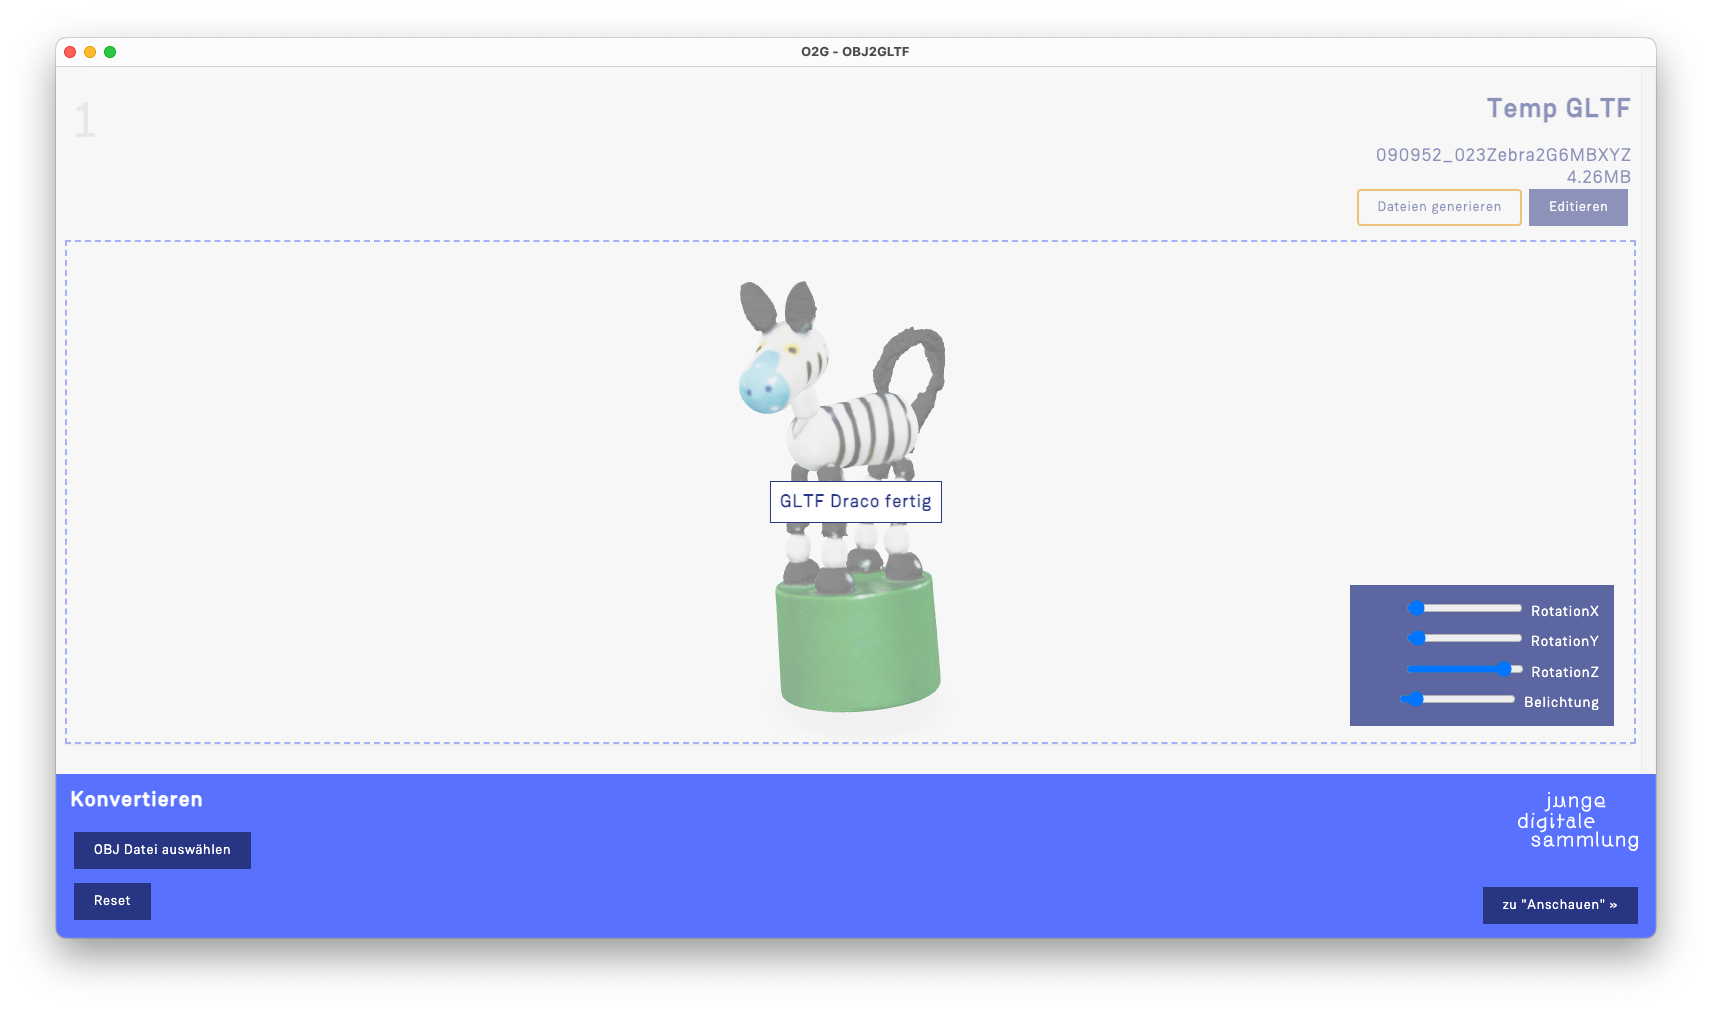 O2G - OBJ2GLTF
1
Temp GLTF
090952_023Zebra2G6MBXYZ
4.26MB
Dateien generieren
Editieren
GLTF Draco fertig
RotationX
RotationY
RotationZ
Belichtung
Konvertieren
OBJ Datei auswählen
Reset
junge
digitale
sammlung
zu "Anschauen" »